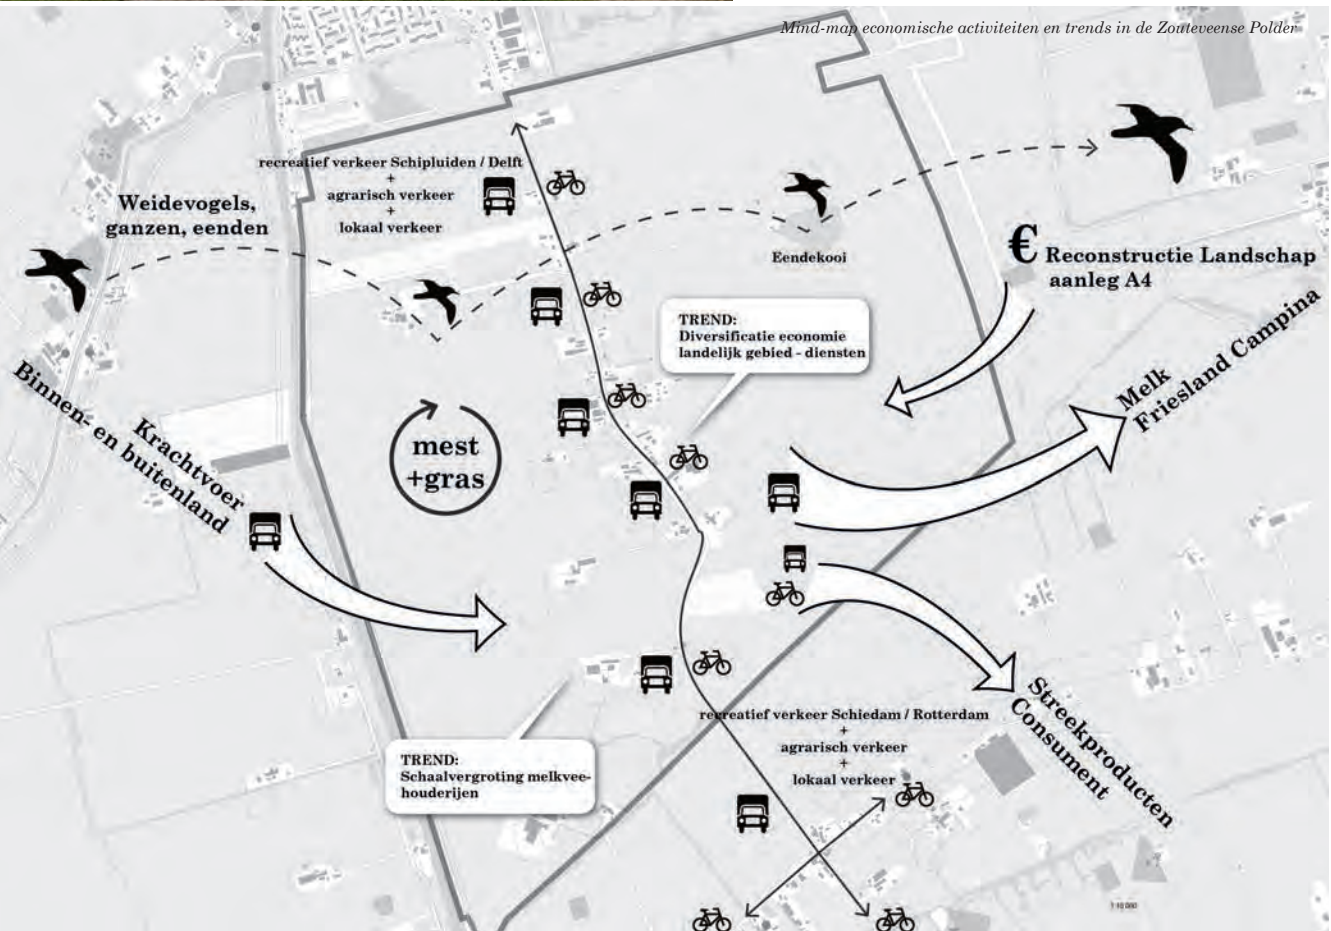 Mind-map economische activiteiten en trends in de Zouteveense Polder
recreatief verkeer Schipluiden / Delft
+
agrarisch verkeer
+
lokaal verkeer
Weidevogels,
ganzen, eenden
Eendekooi
€ Reconstructie Landschap
aanleg A4
TREND:
Diversificatie economie
landelijk gebied - diensten
Melk
Friesland Campina
Krachtvoer
Binnen- en buitenland
mest
+gras
TREND:
Schaalvergroting melkvee-
houderijen
recreatief verkeer Schiedam / Rotterdam
+
agrarisch verkeer
+
lokaal verkeer
Streekproducten
Consument